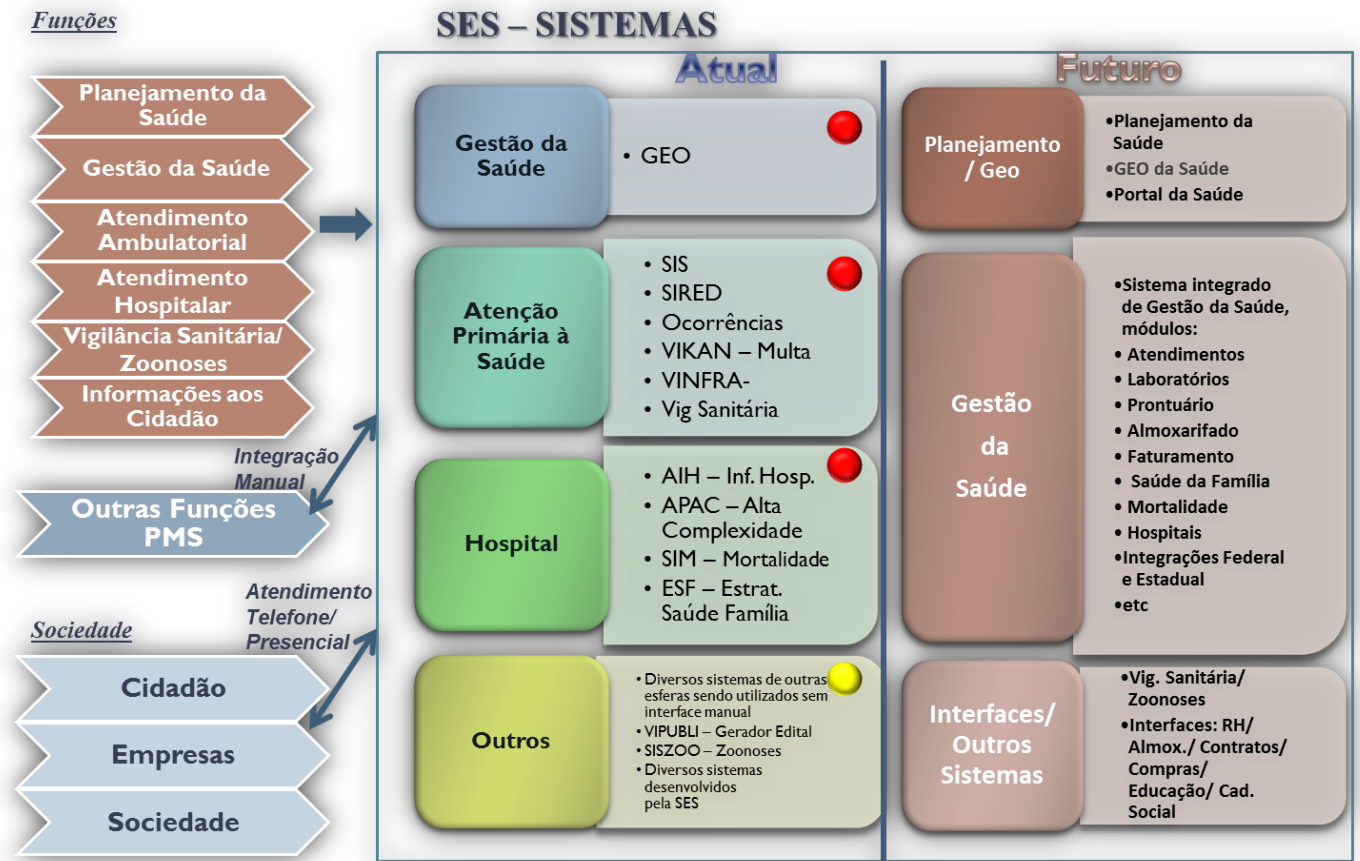 Funções
SES – SISTEMAS
Planejamento da
Saúde
Gestão da Saúde
Atendimento
Ambulatorial
Atendimento
Hospitalar
Vigilância Sanitária/
Zoonoses
Informações aos
Cidadão
Integração
Manual
Outras Funções
PMS
Atendimento
Telefone/
Presencial
Sociedade
Cidadão
Empresas
Sociedade
Atual
Gestão da
Saúde
• GEO
Atenção
Primária à
Saúde
• SIS
• SIRED
• Ocorrências
• VIKAN – Multa
• VINFRA-
• Vig Sanitária
Hospital
• AIH – Inf. Hosp.
• APAC – Alta
Complexidade
• SIM – Mortalidade
• ESF – Estrat.
Saúde Família
Outros
• Diversos sistemas de outras
esferas sendo utilizados sem
interface manual
• VIPUBLI – Gerador Edital
• SISZOO – Zoonoses
• Diversos sistemas
desenvolvidos
pela SES
Futuro
Planejamento
/ Geo
•Planejamento da
Saúde
•GEO da Saúde
•Portal da Saúde
Gestão
da
Saúde
•Sistema integrado
de Gestão da Saúde,
módulos:
• Atendimentos
• Laboratórios
• Prontuário
• Almoxarifado
• Faturamento
• Saúde da Família
• Mortalidade
• Hospitais
•Integrações Federal
e Estadual
•etc
Interfaces/
Outros
Sistemas
•Vig. Sanitária/
Zoonoses
•Interfaces: RH/
Almox./ Contratos/
Compras/
Educação/ Cad.
Social